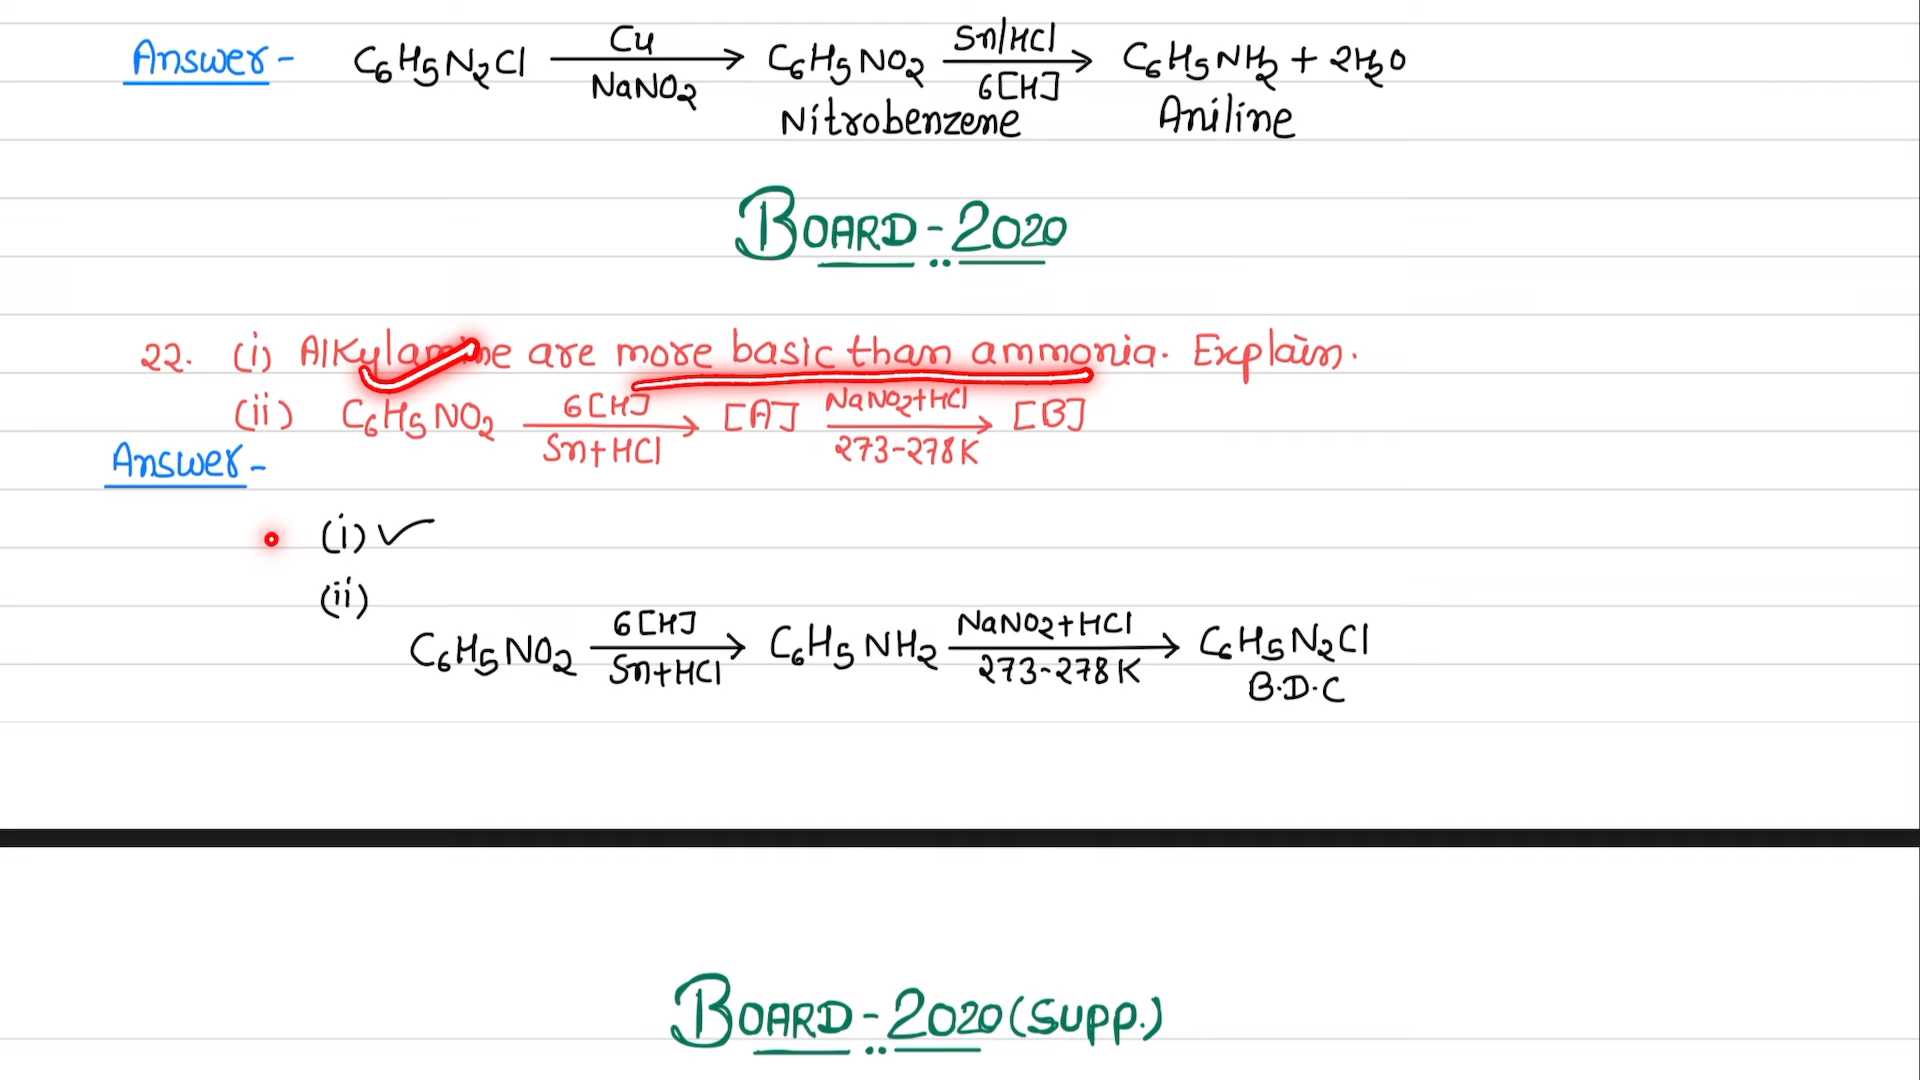 Answer - C6H5N2Cl Cu NaNO2 → C6H5NO2 Sn/HCl 6[H] → C6H5NH2 + 2H2O
Nitrobenzene Aniline
BOARD - 2020
22. (i) Alkylamine are more basic than ammonia. Explain.
(ii) C6H5NO2 6[H] Sn+HCl → [A] NaNO2+HCl 273-278K → [B]
Answer -
(i) ✓
(ii)
C6H5NO2 6[H] Sn+HCl → C6H5NH2 NaNO2+HCl 273-278K → C6H5N2Cl
B.D.C
BOARD - 2020 (SUPP.)